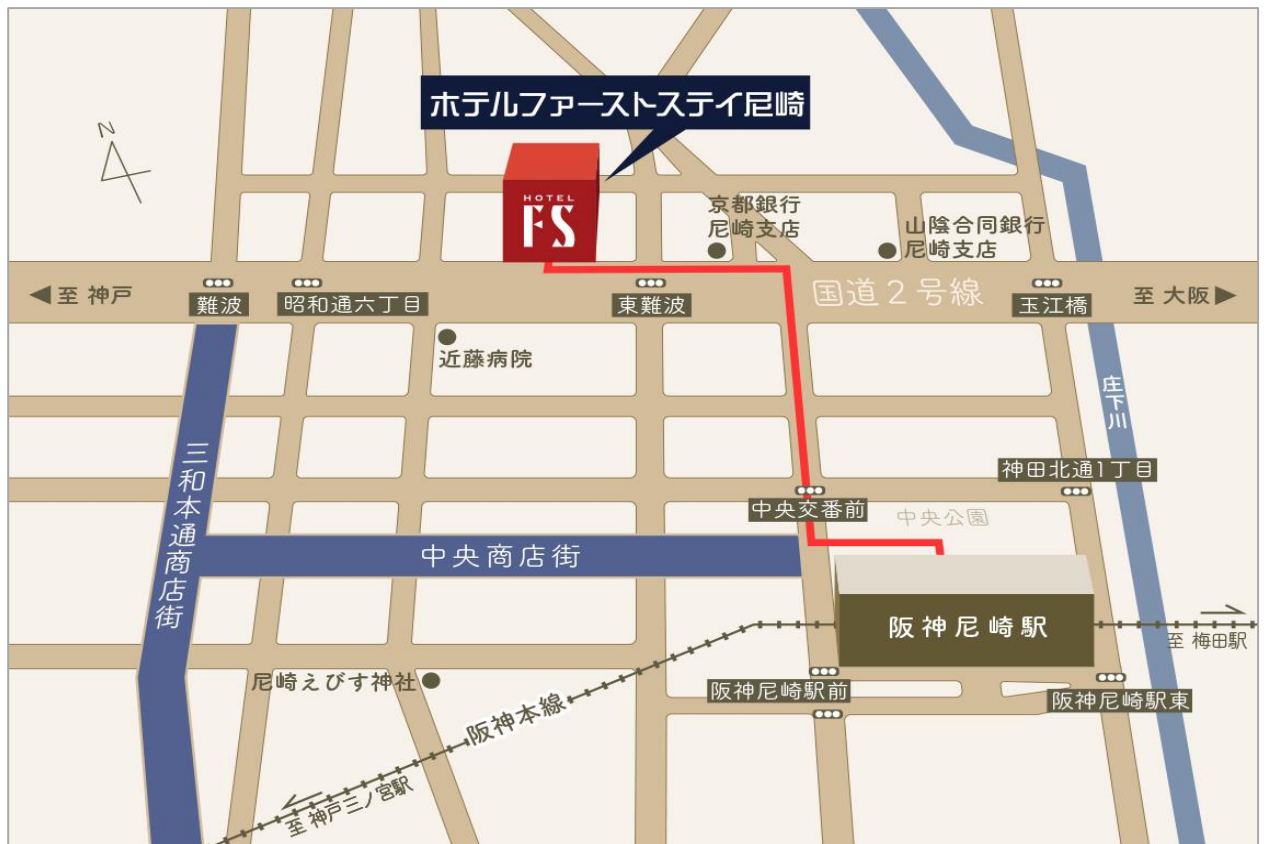 ホテルファーストステイ尼崎
N
HOTEL
FS
京都銀行
尼崎支店
山陰合同銀行
尼崎支店
至 神戸
難波
昭和通六丁目
東難波
国道2号線
玉江橋
至 大阪
近藤病院
庄下川
三和本通商店街
神田北通1丁目
中央交番前
中央公園
中央商店街
阪神尼崎駅
至 梅田駅
尼崎えびす神社
阪神尼崎駅前
阪神尼崎駅東
阪神本線
至 神戸三ノ宮駅